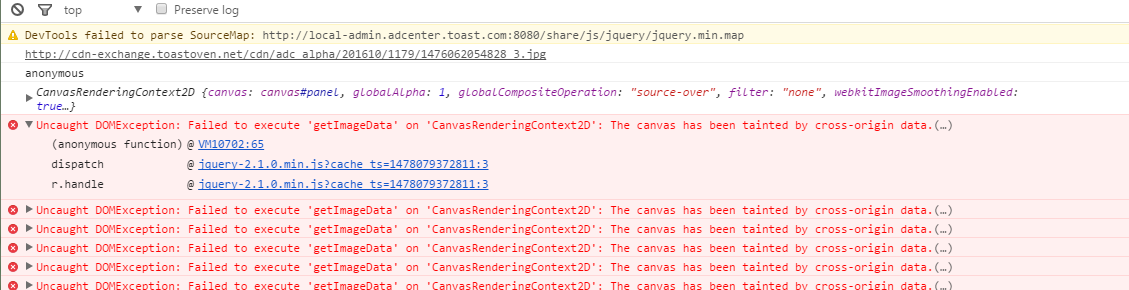 top Preserve log
DevTools failed to parse SourceMap: http://local-admin.adcenter.toast.com:8080/share/js/jquery/jquery.min.map
http://cdn-exchange.toastoven.net/cdn/adc_alpha/201610/1179/1476062054828_3.jpg
anonymous
CanvasRenderingContext2D {canvas: canvas#panel, globalAlpha: 1, globalCompositeOperation: "source-over", filter: "none", webkitImageSmoothingEnabled:
true…}
Uncaught DOMException: Failed to execute 'getImageData' on 'CanvasRenderingContext2D': The canvas has been tainted by cross-origin data.(…)
(anonymous function) @ VM10702:65
dispatch @ jquery-2.1.0.min.js?cache_ts=1478079372811:3
r.handle @ jquery-2.1.0.min.js?cache_ts=1478079372811:3
Uncaught DOMException: Failed to execute 'getImageData' on 'CanvasRenderingContext2D': The canvas has been tainted by cross-origin data.(…)
Uncaught DOMException: Failed to execute 'getImageData' on 'CanvasRenderingContext2D': The canvas has been tainted by cross-origin data.(…)
Uncaught DOMException: Failed to execute 'getImageData' on 'CanvasRenderingContext2D': The canvas has been tainted by cross-origin data.(…)
Uncaught DOMException: Failed to execute 'getImageData' on 'CanvasRenderingContext2D': The canvas has been tainted by cross-origin data.(…)
Uncaught DOMException: Failed to execute 'getImageData' on 'CanvasRenderingContext2D': The canvas has been tainted by cross-origin data.(…)